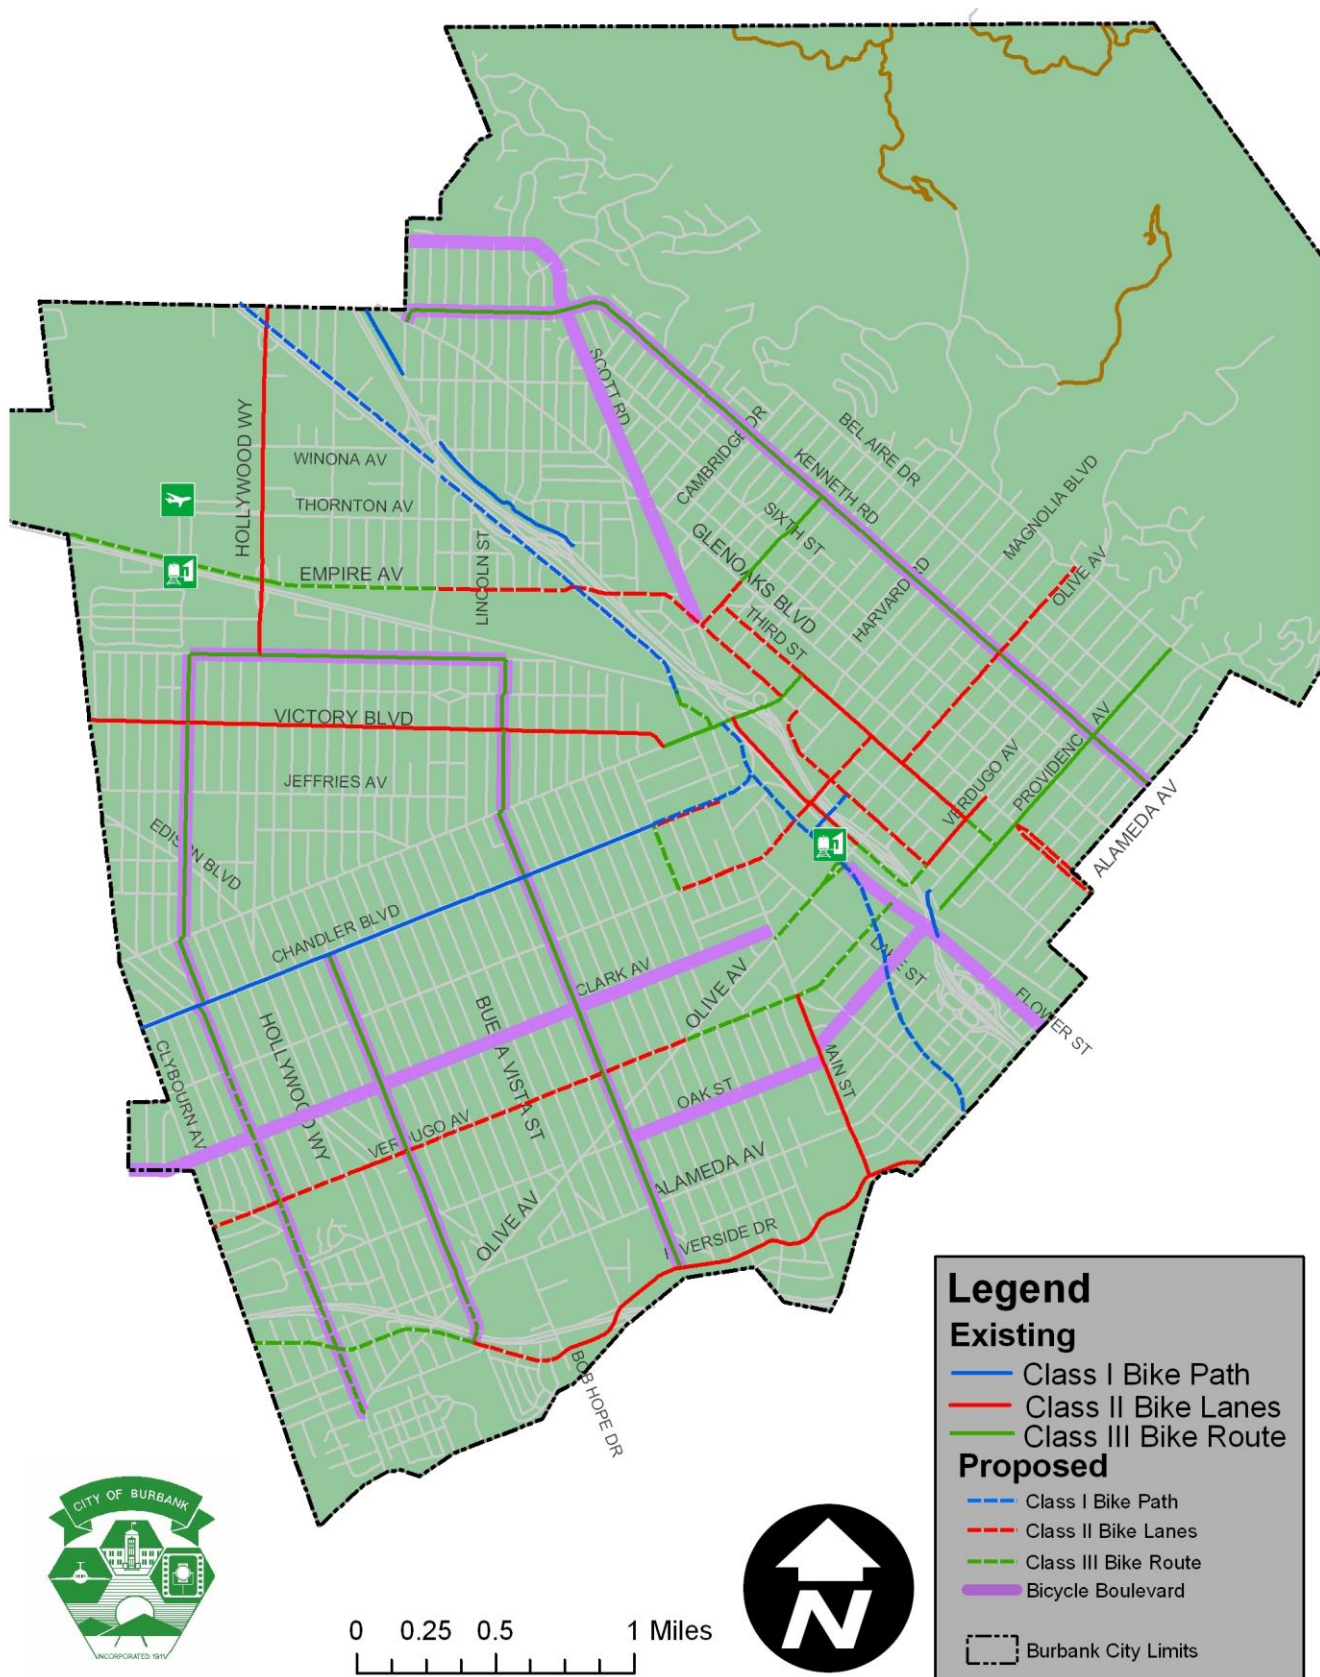 SCOTT RD
HOLLYWOOD WY
WINONA AV
THORNTON AV
LINCOLN ST
EMPIRE AV
CAMBRIDGE DR
BEL AIRE DR
KENNETH RD
SIXTH ST
MAGNOLIA BLVD
GLENOAKS BLVD
HARVARD RD
OLIVE AV
THIRD ST
VICTORY BLVD
JEFFRIES AV
VERDUGO AV
PROVIDENC AV
ALAMEDA AV
EDISON BLVD
CHANDLER BLVD
CLARK AV
OLIVE AV
ST
FLOWER ST
CLYBOURN AV
HOLLYWOOD WY
BUENA VISTA ST
OAK ST
MAIN ST
VERDUGO AV
ALAMEDA AV
OLIVE AV
RIVERSIDE DR
BOB HOPE DR
Legend
Existing
Class I Bike Path
Class II Bike Lanes
Class III Bike Route
Proposed
Class I Bike Path
Class II Bike Lanes
Class III Bike Route
Bicycle Boulevard
Burbank City Limits
CITY OF BURBANK
INCORPORATED 1911
N
0 0.25 0.5 1 Miles